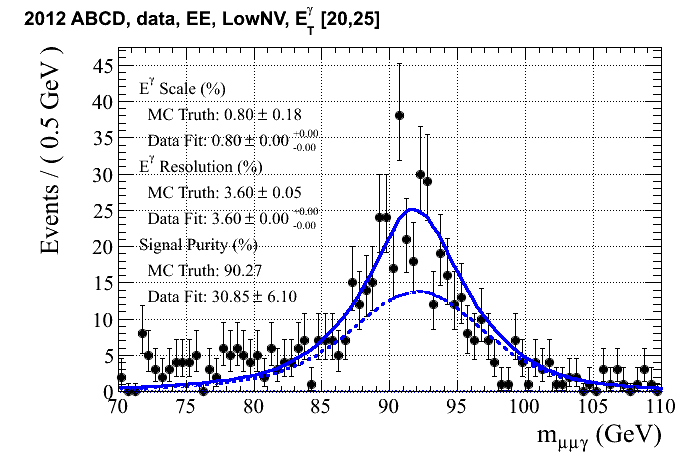 2012 ABCD, data, EE, LowNV, E_T^γ [20,25]
Events / ( 0.5 GeV )
45
40
35
30
25
20
15
10
5
0
E^γ Scale (%)
MC Truth: 0.80 ± 0.18
Data Fit: 0.80 ± 0.00 +0.00 -0.00
E^γ Resolution (%)
MC Truth: 3.60 ± 0.05
Data Fit: 3.60 ± 0.00 +0.00 -0.00
Signal Purity (%)
MC Truth: 90.27
Data Fit: 30.85 ± 6.10
70 75 80 85 90 95 100 105 110
m_μμγ (GeV)